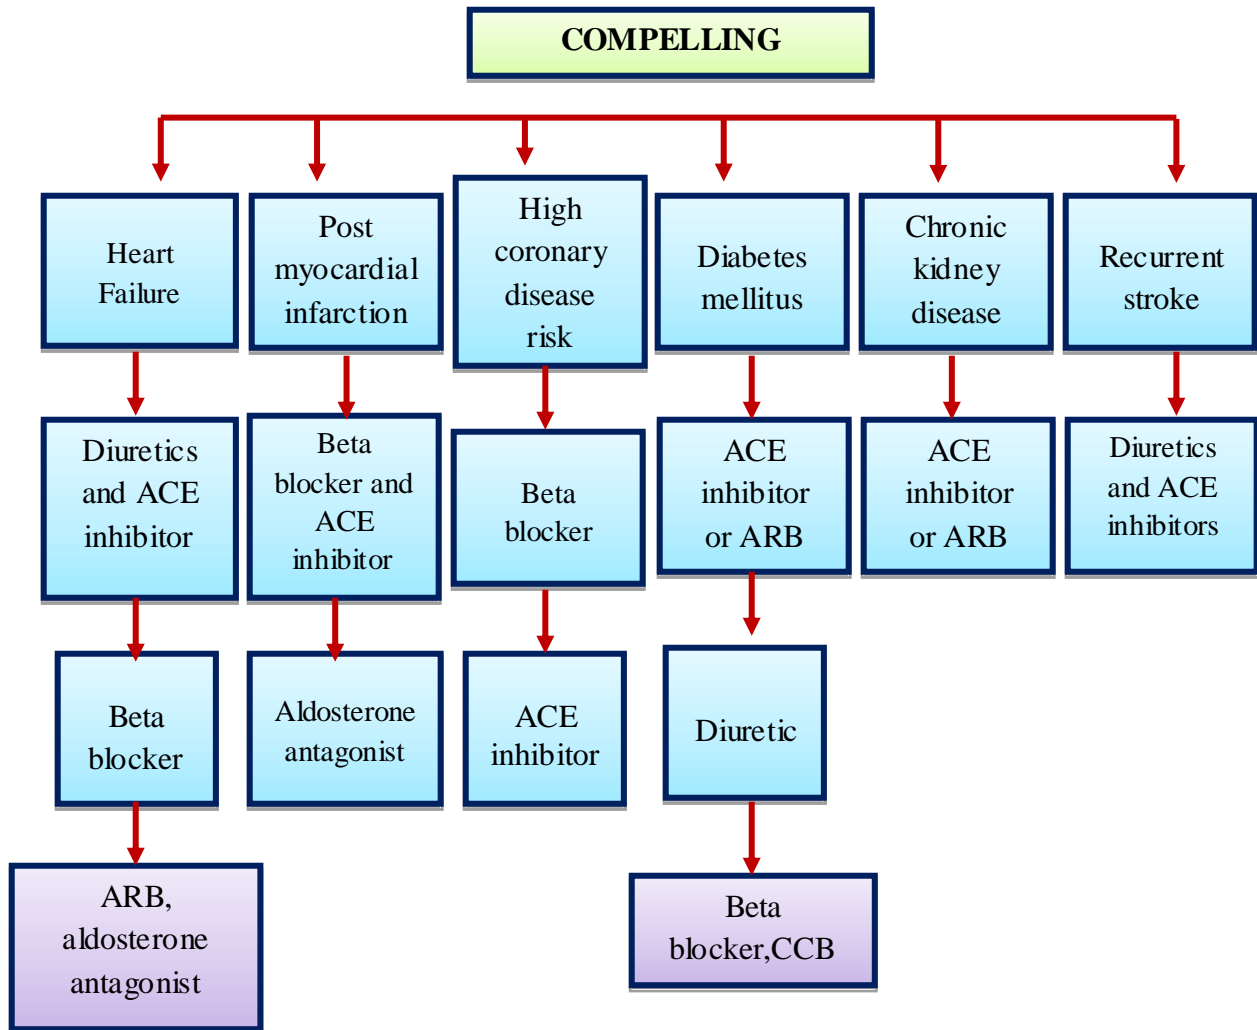 COMPELLING
Heart
Failure
Post
myocardial
infarction
High
coronary
disease
risk
Diabetes
mellitus
Chronic
kidney
disease
Recurrent
stroke
Diuretics
and ACE
inhibitor
Beta
blocker and
ACE
inhibitor
Beta
blocker
ACE
inhibitor
or ARB
ACE
inhibitor
or ARB
Diuretics
and ACE
inhibitors
Beta
blocker
Aldosterone
antagonist
ACE
inhibitor
Diuretic
ARB,
aldosterone
antagonist
Beta
blocker,CCB